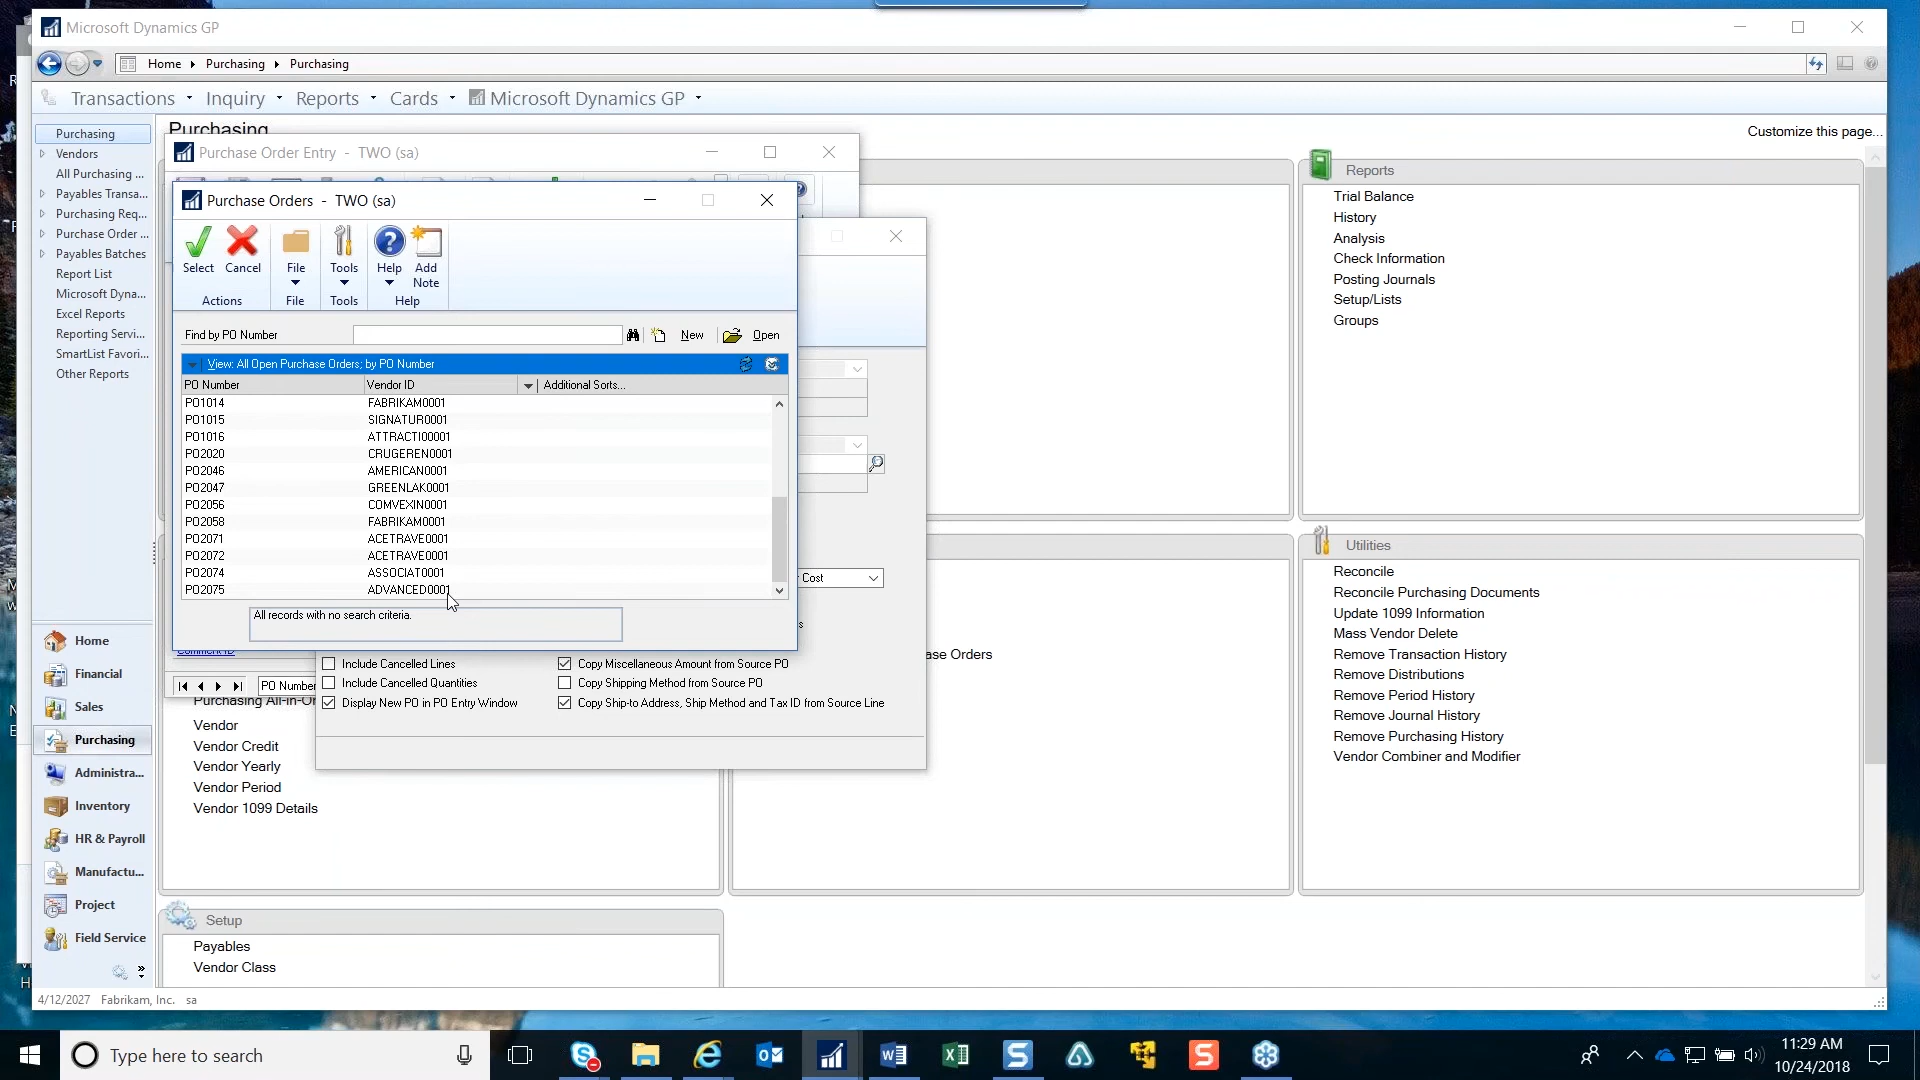 Microsoft Dynamics GP
Home
Purchasing
Purchasing
Transactions
Inquiry
Reports
Cards
Microsoft Dynamics GP
Purchasing
Customize this page...
Purchasing
Vendors
All Purchasing ...
Payables Transa...
Purchasing Req...
Purchase Order ...
Payables Batches
Report List
Microsoft Dyna...
Excel Reports
Reporting Servi...
SmartList Favori...
Other Reports
Home
Financial
Sales
Purchasing
Administra...
Inventory
HR & Payroll
Manufactu...
Project
Field Service
Purchase Order Entry - TWO (sa)
Purchase Orders - TWO (sa)
Select
Cancel
File
Tools
Help
Add
Note
Actions
File
Tools
Help
Find by PO Number
New
Open
View: All Open Purchase Orders; by PO Number
PO Number Vendor ID Additional Sorts...
PO1014 FABRIKAM0001
PO1015 SIGNATUR0001
PO1016 ATTRACTI00001
PO2020 CRUGEREN0001
PO2046 AMERICAN0001
PO2047 GREENLAK0001
PO2056 COMVEXIN0001
PO2058 FABRIKAM0001
PO2071 ACETRAVE0001
PO2072 ACETRAVE0001
PO2074 ASSOCIAT0001
PO2075 ADVANCED0001
All records with no search criteria.
Comment ID
PO Number
Cost
Include Cancelled Lines
Include Cancelled Quantities
Display New PO in PO Entry Window
Copy Miscellaneous Amount from Source PO
Copy Shipping Method from Source PO
Copy Ship-to Address, Ship Method and Tax ID from Source Line
Purchasing All-in-Or
Vendor
Vendor Credit
Vendor Yearly
Vendor Period
Vendor 1099 Details
ase Orders
Setup
Payables
Vendor Class
Reports
Trial Balance
History
Analysis
Check Information
Posting Journals
Setup/Lists
Groups
Utilities
Reconcile
Reconcile Purchasing Documents
Update 1099 Information
Mass Vendor Delete
Remove Transaction History
Remove Distributions
Remove Period History
Remove Journal History
Remove Purchasing History
Vendor Combiner and Modifier
4/12/2027 Fabrikam, Inc. sa
Type here to search
11:29 AM
10/24/2018